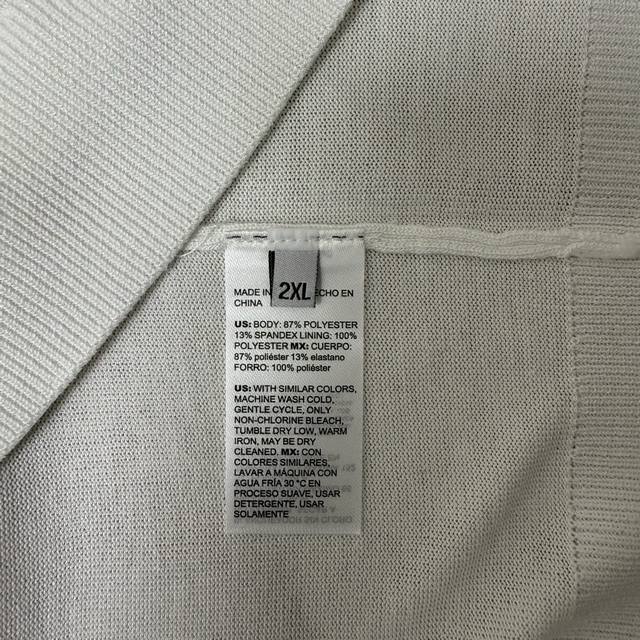 2XL
MADE IN ECHO EN
CHINA
US: BODY: 87% POLYESTER
13% SPANDEX LINING: 100%
POLYESTER MX: CUERPO:
87% poliéster 13% elastano
FORRO: 100% poliéster
US: WITH SIMILAR COLORS,
MACHINE WASH COLD,
GENTLE CYCLE, ONLY
NON-CHLORINE BLEACH,
TUMBLE DRY LOW, WARM
IRON, MAY BE DRY
CLEANED. MX: CON
COLORES SIMILARES,
LAVAR A MÁQUINA CON
AGUA FRÍA 30 °C EN
PROCESO SUAVE, USAR
DETERGENTE, USAR
SOLAMENTE